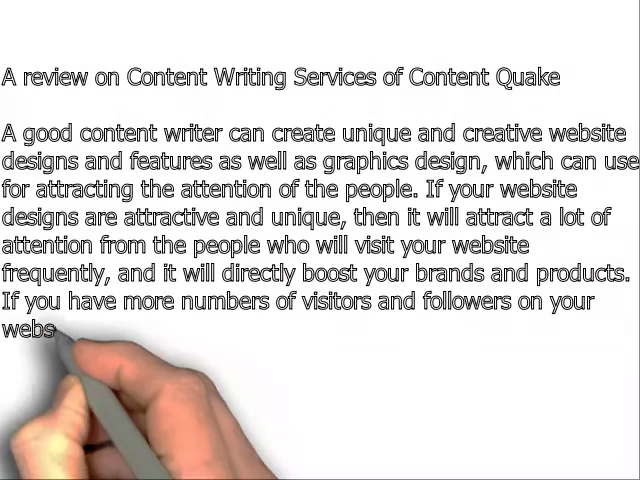 A review on Content Writing Services of Content Quake
A good content writer can create unique and creative website
designs and features as well as graphics design, which can use
for attracting the attention of the people. If your website
designs are attractive and unique, then it will attract a lot of
attention from the people who will visit your website
frequently, and it will directly boost your brands and products.
If you have more numbers of visitors and followers on your
webs